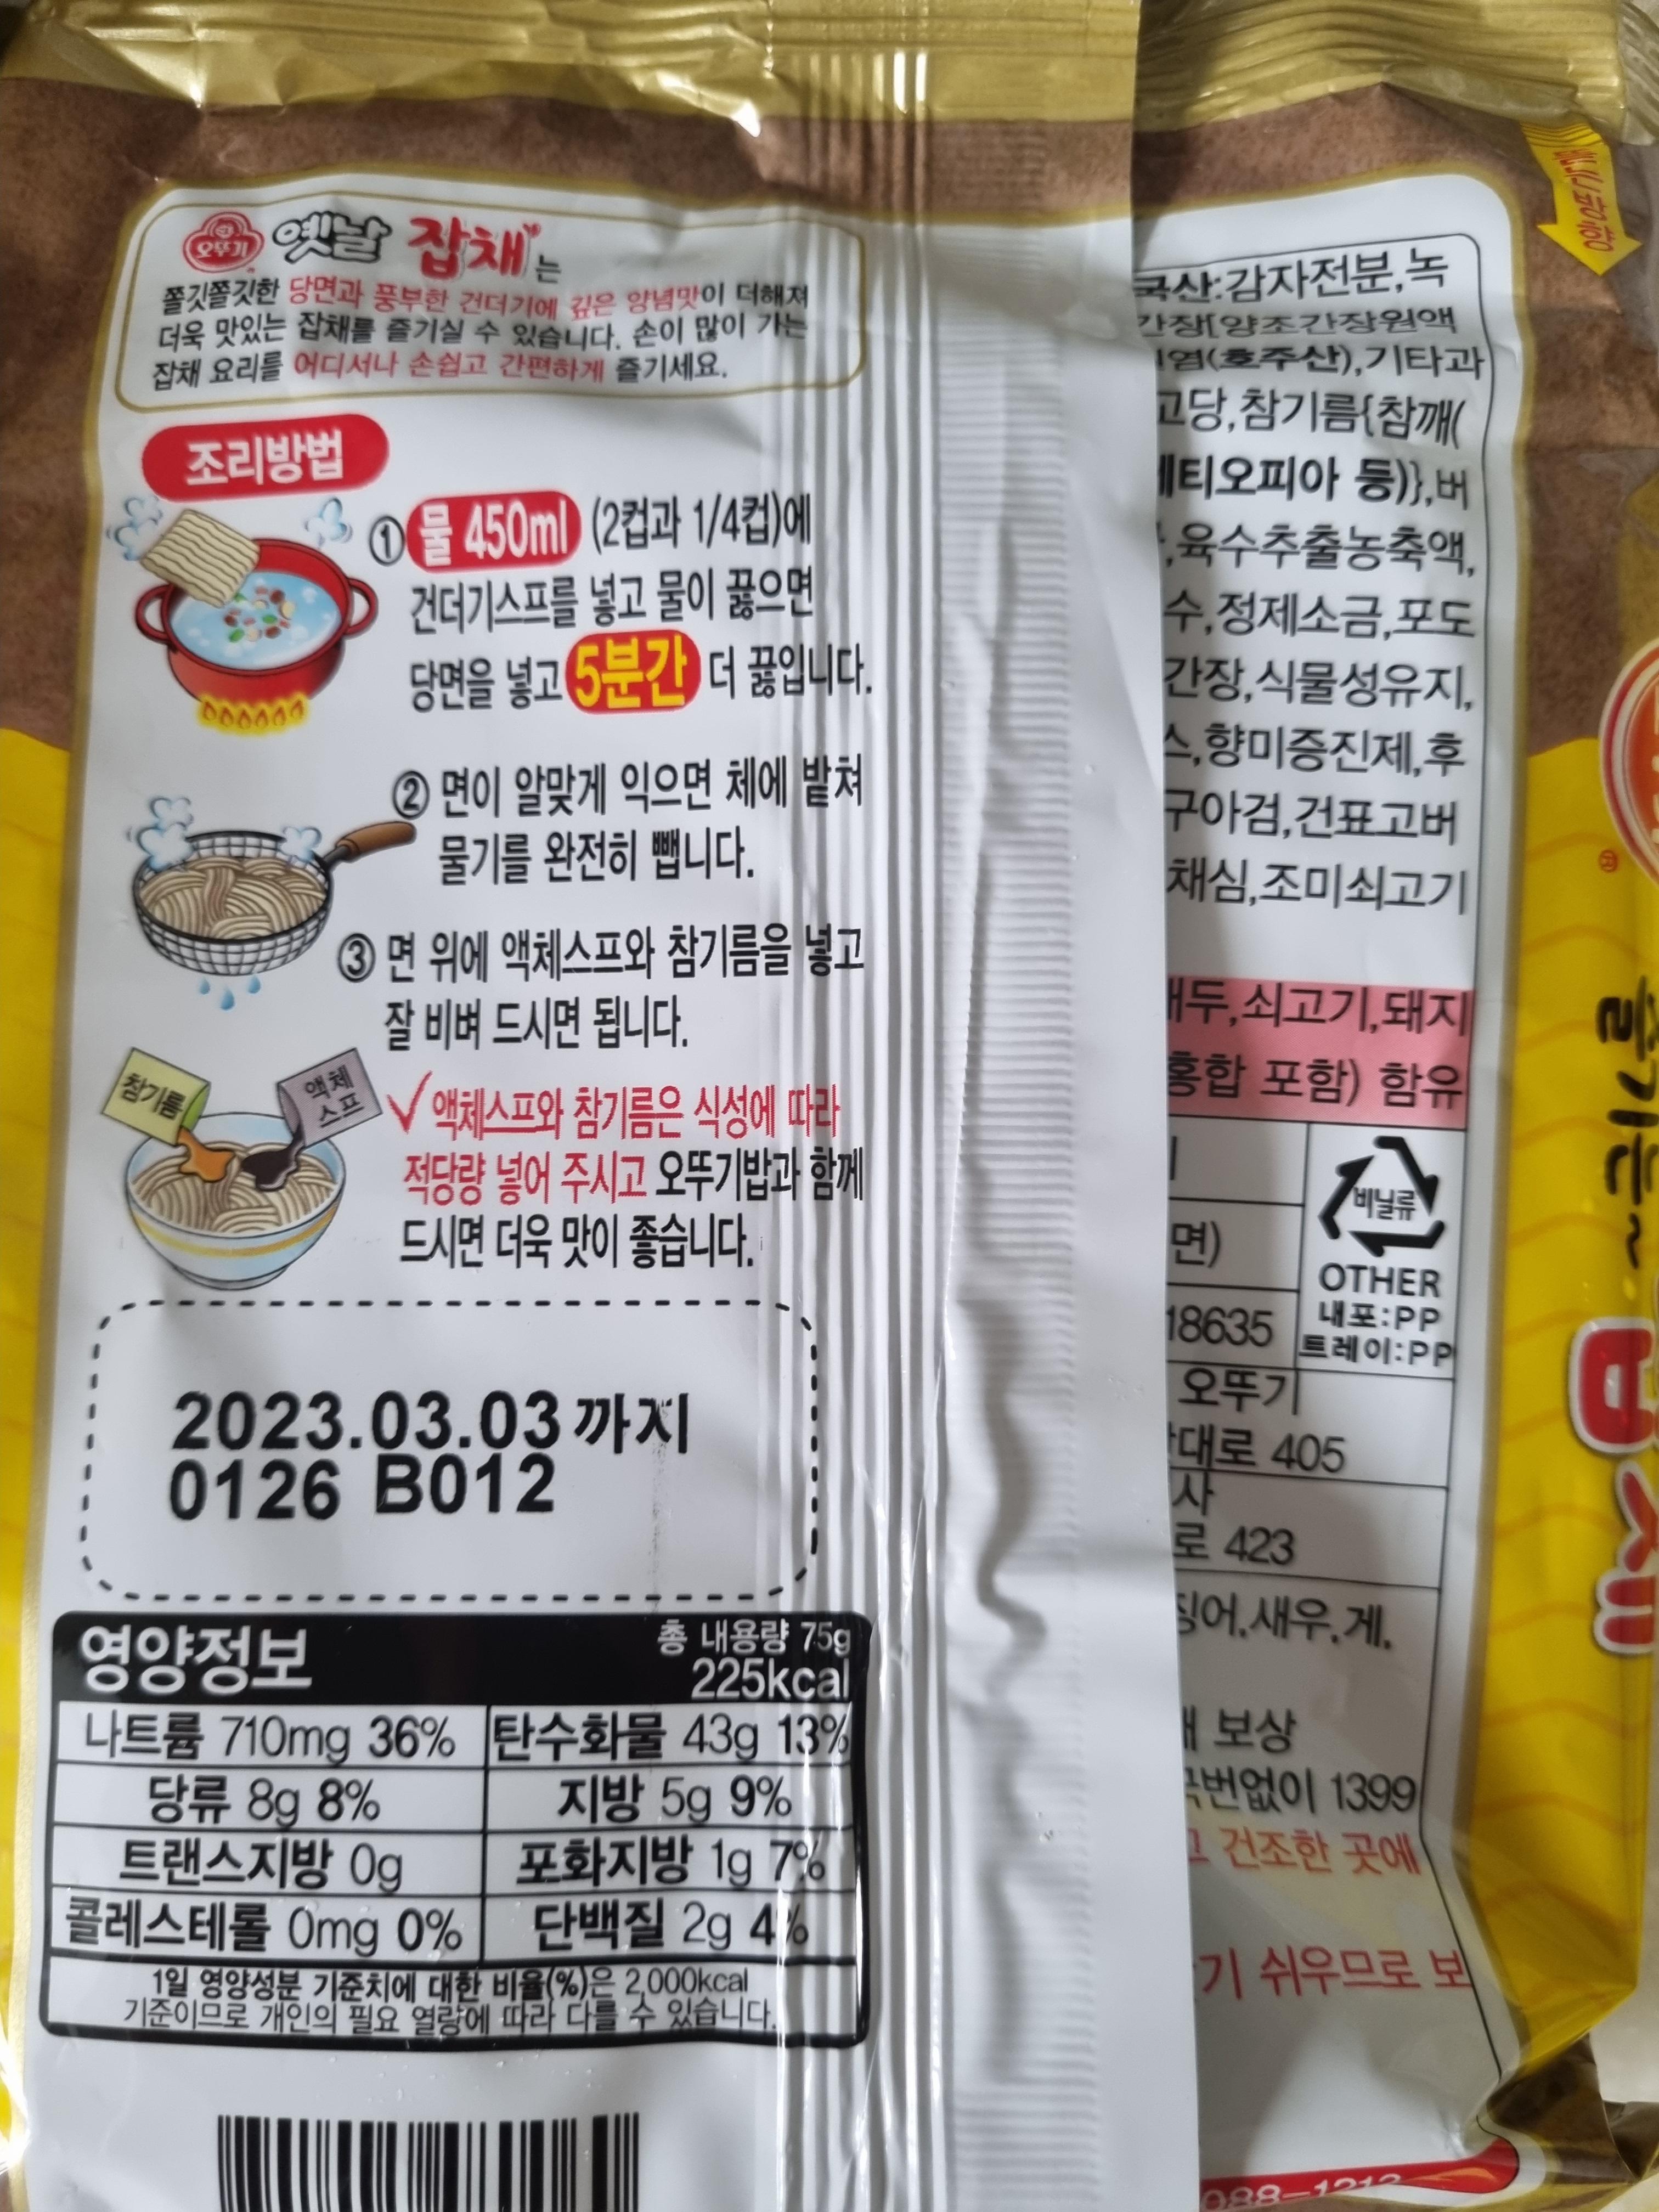 오뚜기 옛날 잡채는
쫄깃쫄깃한 당면과 풍부한 건더기에 깊은 양념맛이 더해져
더욱 맛있는 잡채를 즐기실 수 있습니다. 손이 많이 가는
잡채 요리를 어디서나 손쉽고 간편하게 즐기세요.
조리방법
① 물 450ml (2컵과 1/4컵)에
건더기스프를 넣고 물이 끓으면
당면을 넣고 5분간 더 끓입니다.
② 면이 알맞게 익으면 체에 밭쳐
물기를 완전히 뺍니다.
③ 면 위에 액체스프와 참기름을 넣고
잘 비벼 드시면 됩니다.
참기름
액체
스프
✓ 액체스프와 참기름은 식성에 따라
적당량 넣어 주시고 오뚜기밥과 함께
드시면 더욱 맛이 좋습니다.
2023.03.03 까지
0126 B012
영양정보
총 내용량 75g
225kcal
나트륨 710mg 36% 탄수화물 43g 13%
당류 8g 8% 지방 5g 9%
트랜스지방 0g 포화지방 1g 7%
콜레스테롤 0mg 0% 단백질 2g 4%
1일 영양성분 기준치에 대한 비율(%)은 2,000kcal
기준이므로 개인의 필요 열량에 따라 다를 수 있습니다.
국산:감자전분,녹
간장[양조간장원액
염(호주산),기타과
고당,참기름{참깨(
에티오피아 등)},버
,육수추출농축액,
수,정제소금,포도
간장,식물성유지,
스,향미증진제,후
구아검,건표고버
채심,조미쇠고기
대두,쇠고기,돼지
홍합 포함) 함유
면)
18635
비닐류
OTHER
내포:PP
트레이:PP
오뚜기
대로 405
사
로 423
징어,새우,게,
보상
국번없이 1399
고 건조한 곳에
기 쉬우므로 보
988-1212
즐기는~
잡채